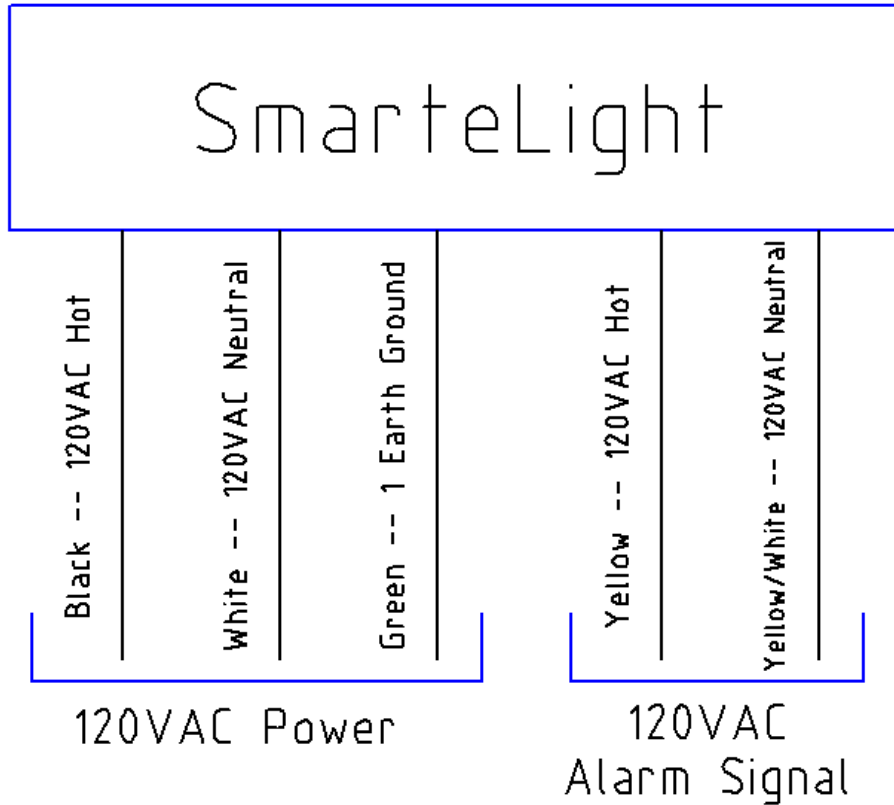 SmarteLight
Black -- 120VAC Hot
White -- 120VAC Neutral
Green -- 1 Earth Ground
Yellow -- 120VAC Hot
Yellow/White -- 120VAC Neutral
120VAC Power
120VAC
Alarm Signal